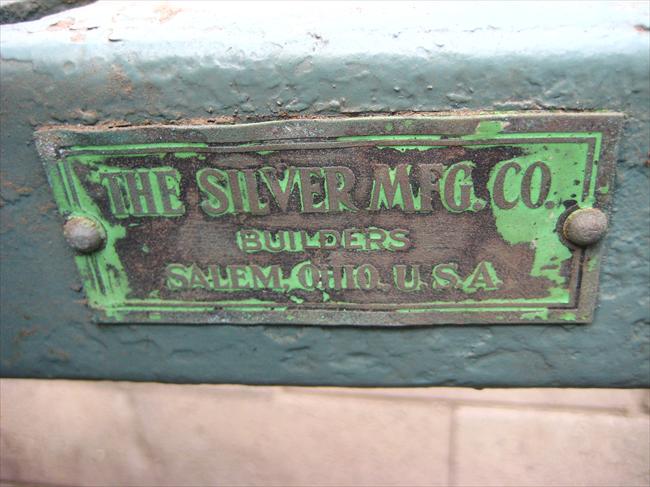 THE SILVER MFG. CO.
BUILDERS
SALEM, OHIO. U.S.A.